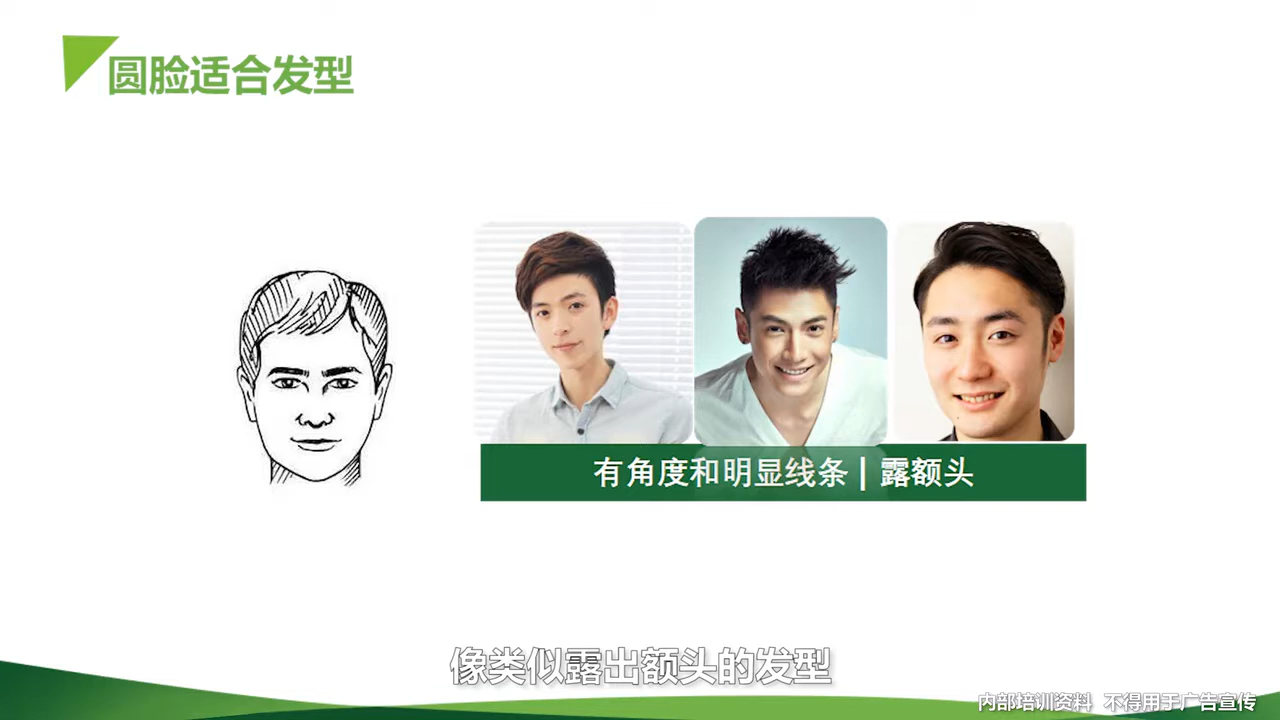 圆脸适合发型
有角度和明显线条 | 露额头
像类似露出额头的发型
内部培训资料 不得用于广告宣传